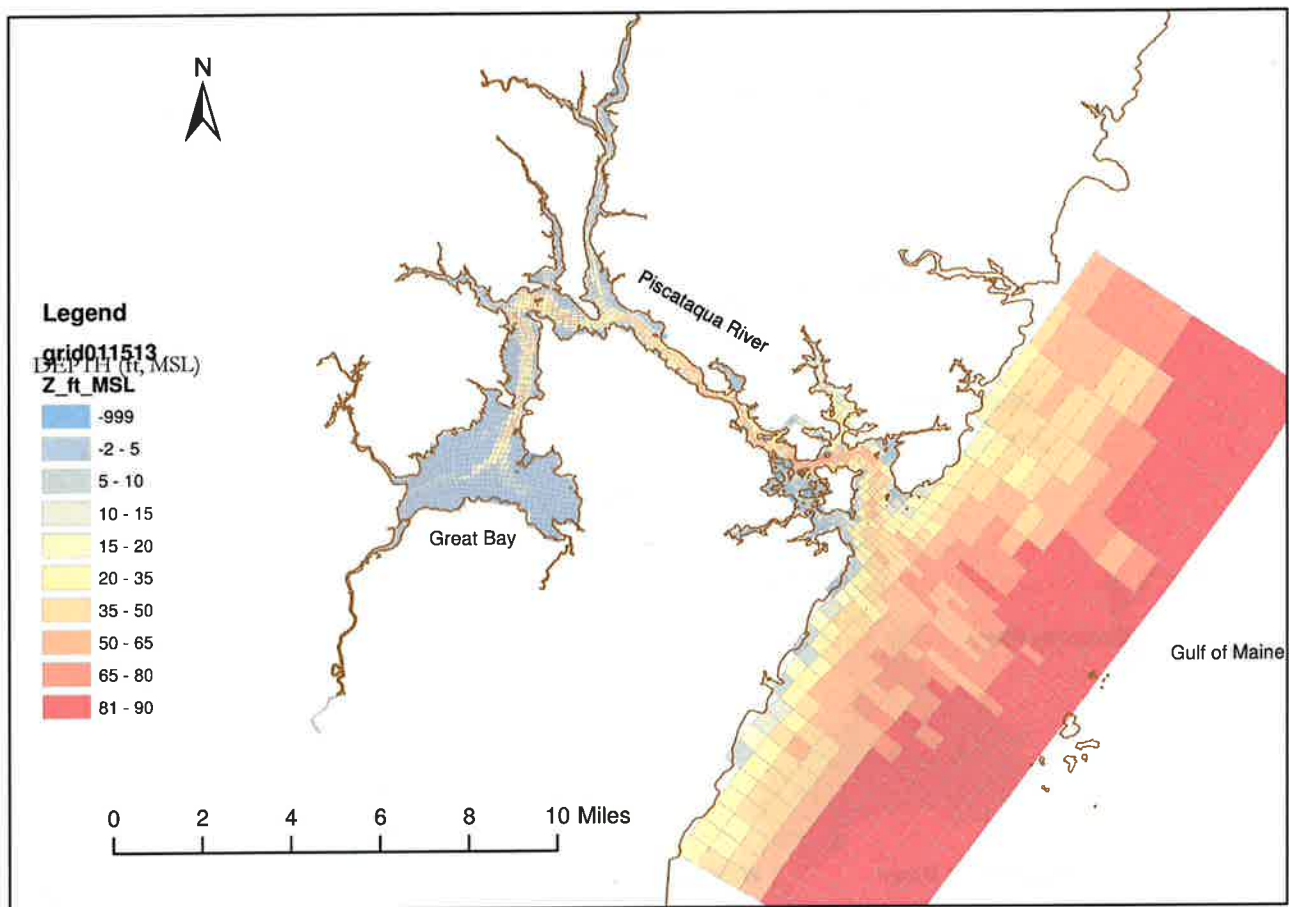 N
Piscataqua River
Legend
grid011513
DEPTH (ft, MSL)
Z_ft_MSL
-999
-2 - 5
5 - 10
10 - 15
15 - 20
20 - 35
35 - 50
50 - 65
65 - 80
81 - 90
Great Bay
Gulf of Maine
0 2 4 6 8 10 Miles